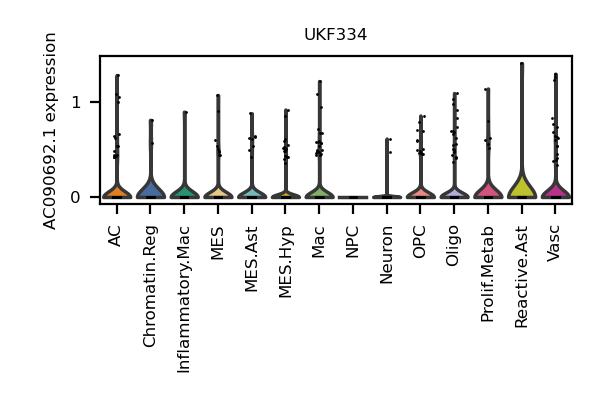 UKF334
AC090692.1 expression
1
0
AC
Chromatin.Reg
Inflammatory.Mac
MES
MES.Ast
MES.Hyp
Mac
NPC
Neuron
OPC
Oligo
Prolif.Metab
Reactive.Ast
Vasc